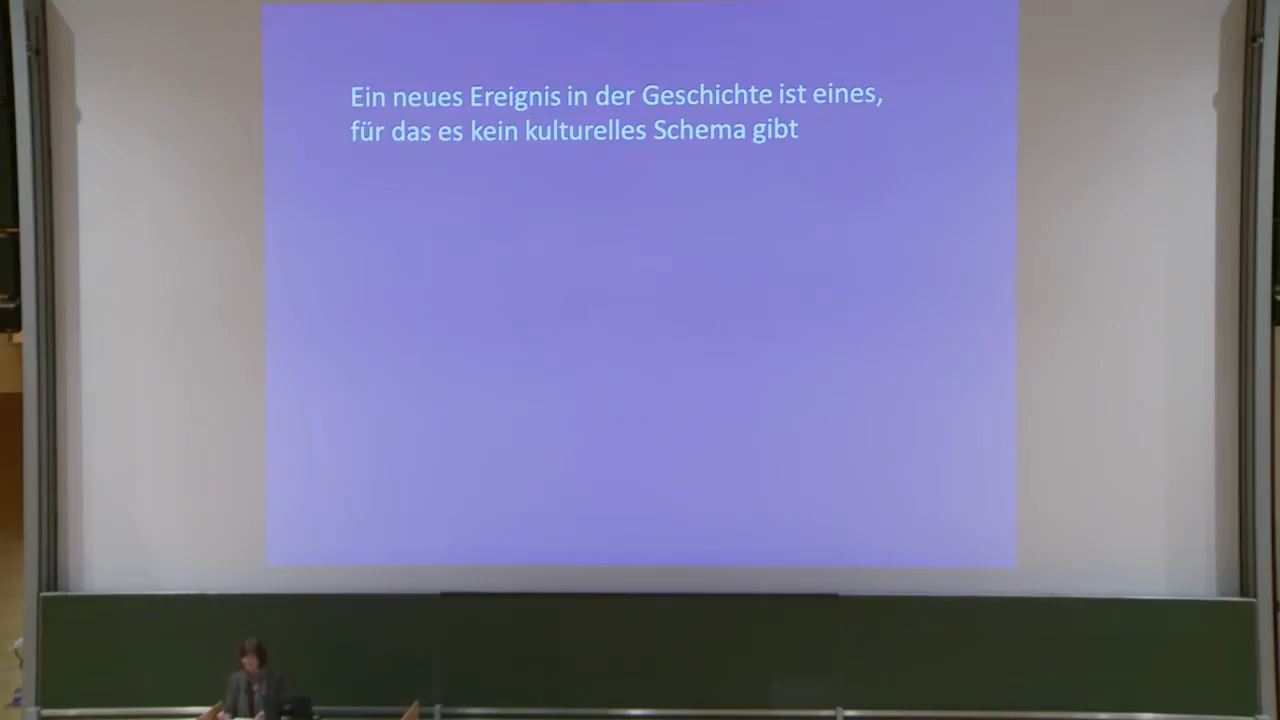 Ein neues Ereignis in der Geschichte ist eines,
für das es kein kulturelles Schema gibt